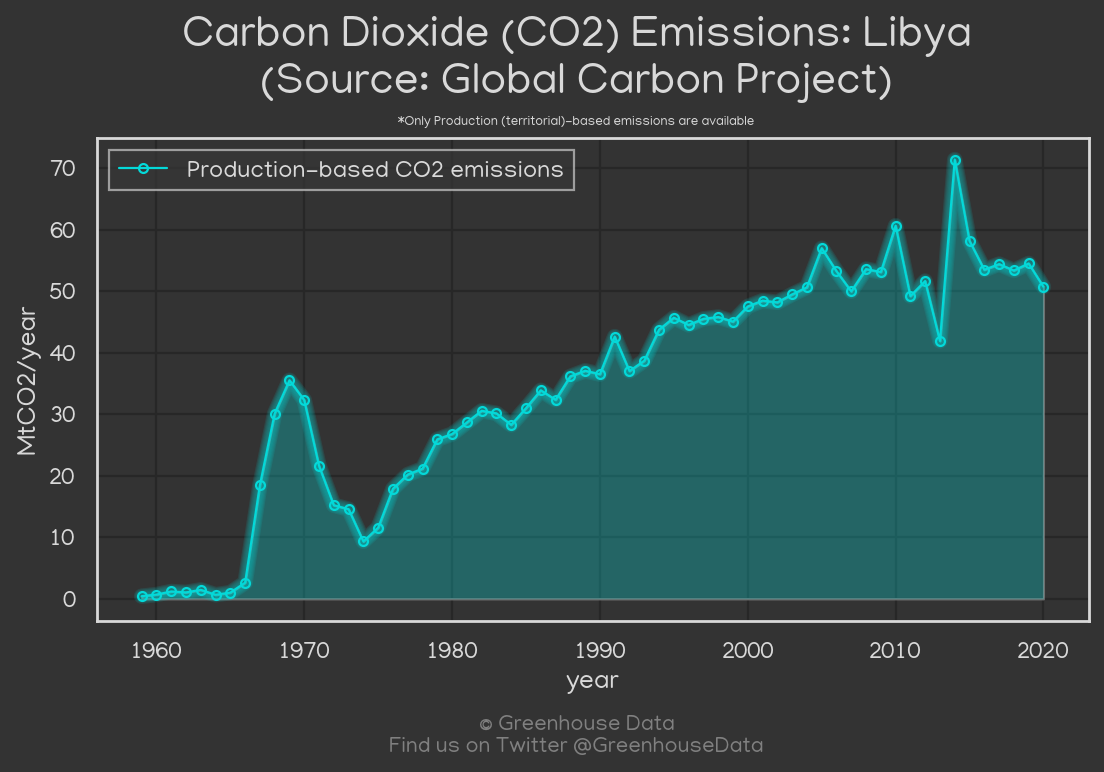 Carbon Dioxide (CO2) Emissions: Libya
(Source: Global Carbon Project)
*Only Production (territorial)-based emissions are available
Production-based CO2 emissions
70
60
50
40
30
20
10
0
MtCO2/year
1960 1970 1980 1990 2000 2010 2020
year
© Greenhouse Data
Find us on Twitter @GreenhouseData